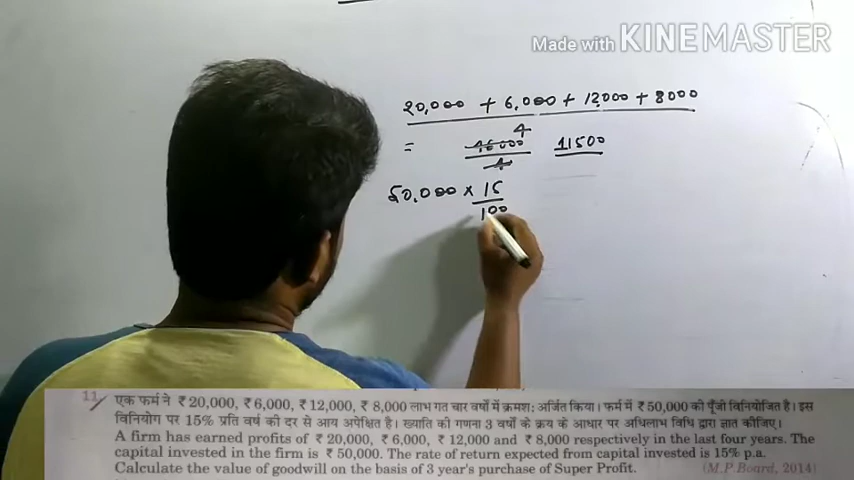 Made with KINEMASTER
20,000 + 6,000 + 12000 + 8000
4
= 46000 11500
4
50,000 × 15
100
11. एक फर्म ने ₹ 20,000, ₹ 6,000, ₹ 12,000, ₹ 8,000 लाभ गत चार वर्षों में क्रमशः अर्जित किया। फर्म में ₹ 50,000 की पूँजी विनियोजित है। इस
विनियोग पर 15% प्रति वर्ष की दर से आय अपेक्षित है। ख्याति की गणना 3 वर्षों के क्रय के आधार पर अधिलाभ विधि द्वारा ज्ञात कीजिए।
A firm has earned profits of ₹ 20,000, ₹ 6,000, ₹ 12,000 and ₹ 8,000 respectively in the last four years. The
capital invested in the firm is ₹ 50,000. The rate of return expected from capital invested is 15% p.a.
Calculate the value of goodwill on the basis of 3 year's purchase of Super Profit. (M.P. Board, 2014)